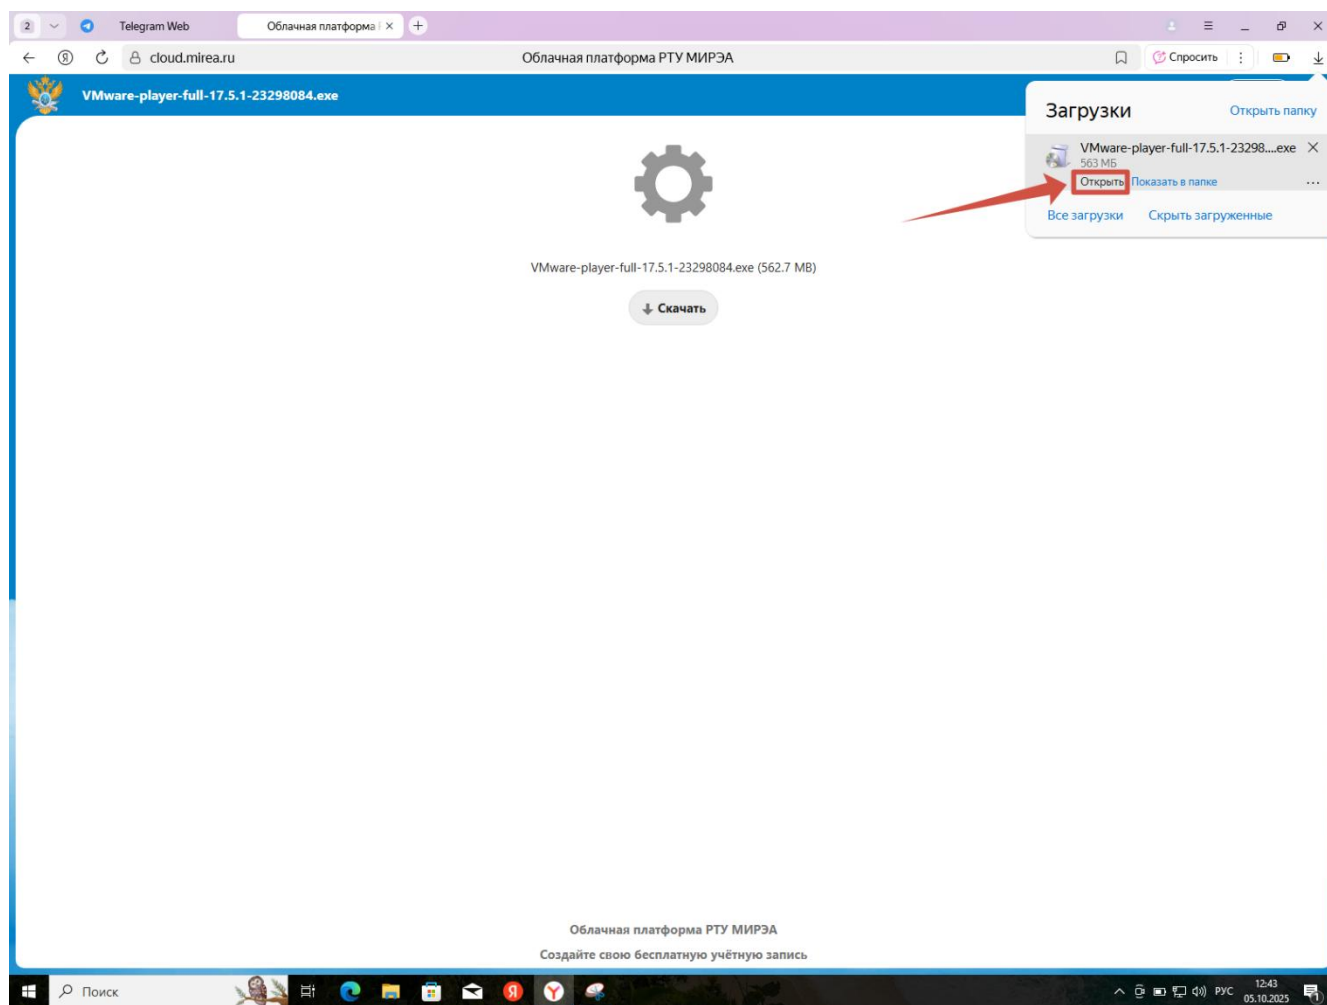 2
Telegram Web
Облачная платформа
cloud.mirea.ru
Облачная платформа РТУ МИРЭА
Спросить
VMware-player-full-17.5.1-23298084.exe
Загрузки
Открыть папку
VMware-player-full-17.5.1-23298....exe
563 МБ
Открыть Показать в папке
Все загрузки Скрыть загруженные
VMware-player-full-17.5.1-23298084.exe (562.7 MB)
Скачать
Облачная платформа РТУ МИРЭА
Создайте свою бесплатную учётную запись
Поиск
РУС
12:43
05.10.2025
1